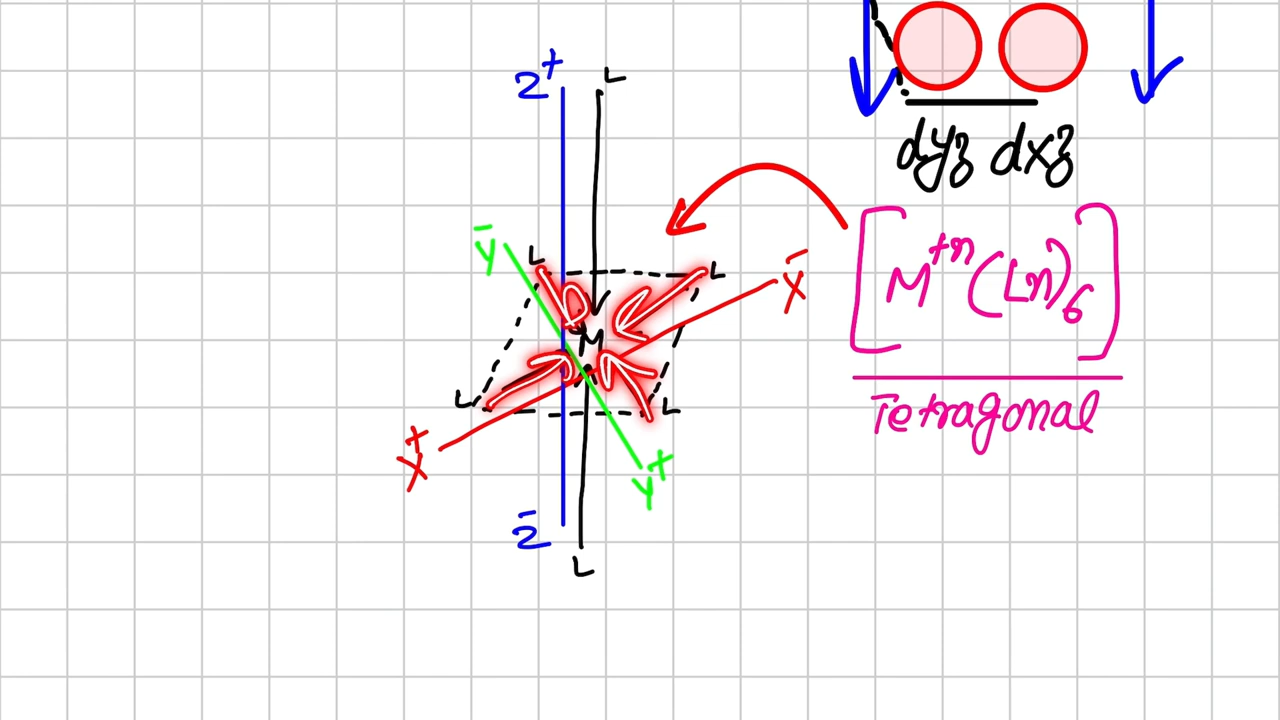 Z⁺
L
dyz dxz
ȳ
L
L
x̄
[M⁺ⁿ(Ln)₆]
M
L
L
Tetragonal
x⁺
y⁺
z̄
L